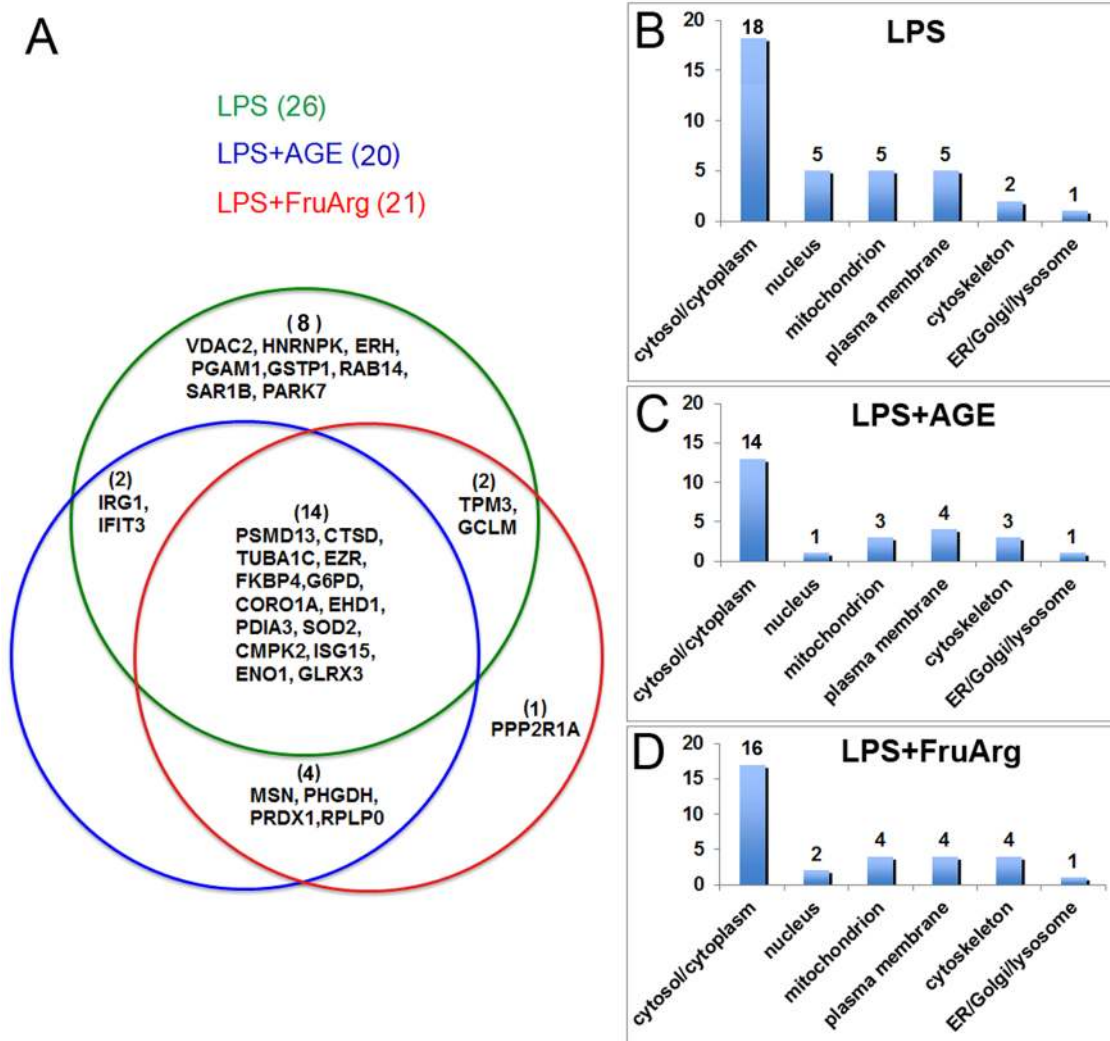 A
LPS (26)
LPS+AGE (20)
LPS+FruArg (21)
(8)
VDAC2, HNRNPK, ERH,
PGAM1,GSTP1, RAB14,
SAR1B, PARK7
(2)
IRG1,
IFIT3
(2)
TPM3,
GCLM
(14)
PSMD13, CTSD,
TUBA1C, EZR,
FKBP4,G6PD,
CORO1A, EHD1,
PDIA3, SOD2,
CMPK2, ISG15,
ENO1, GLRX3
(1)
PPP2R1A
(4)
MSN, PHGDH,
PRDX1,RPLP0
B
LPS
20
15
10
5
0
18
5
5
5
2
1
cytosol/cytoplasm
nucleus
mitochondrion
plasma membrane
cytoskeleton
ER/Golgi/lysosome
C
LPS+AGE
20
15
10
5
0
14
1
3
4
3
1
cytosol/cytoplasm
nucleus
mitochondrion
plasma membrane
cytoskeleton
ER/Golgi/lysosome
D
LPS+FruArg
20
15
10
5
0
16
2
4
4
4
1
cytosol/cytoplasm
nucleus
mitochondrion
plasma membrane
cytoskeleton
ER/Golgi/lysosome